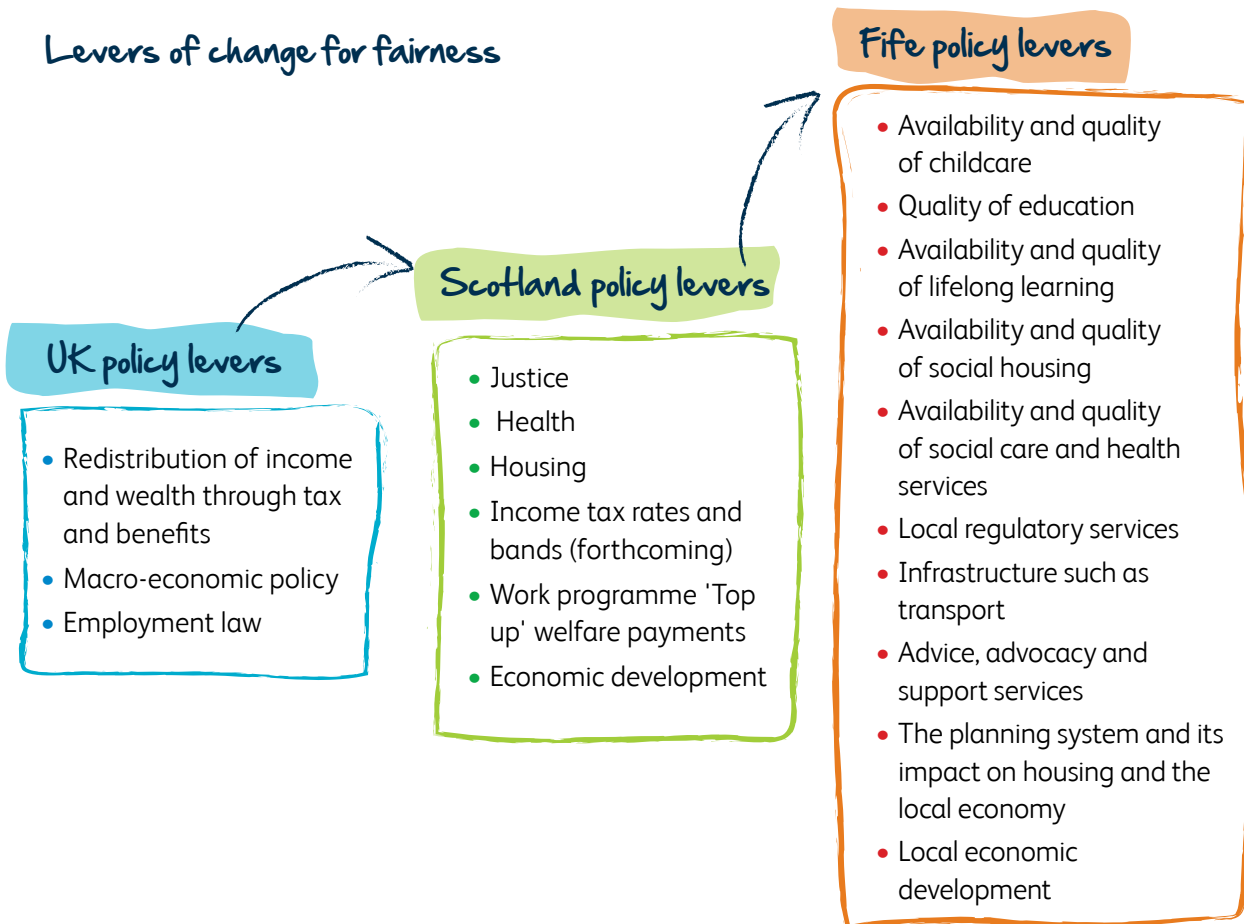 Levers of change for fairness
UK policy levers
• Redistribution of income
and wealth through tax
and benefits
• Macro-economic policy
• Employment law
Scotland policy levers
• Justice
• Health
• Housing
• Income tax rates and
bands (forthcoming)
• Work programme 'Top
up' welfare payments
• Economic development
Fife policy levers
• Availability and quality
of childcare
• Quality of education
• Availability and quality
of lifelong learning
• Availability and quality
of social housing
• Availability and quality
of social care and health
services
• Local regulatory services
• Infrastructure such as
transport
• Advice, advocacy and
support services
• The planning system and its
impact on housing and the
local economy
• Local economic
development